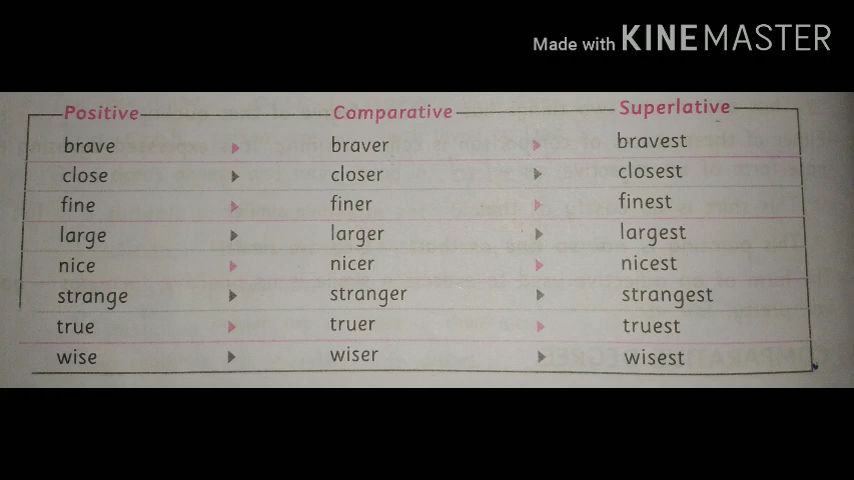 Made with KINEMASTER
Positive Comparative Superlative
brave braver bravest
close closer closest
fine finer finest
large larger largest
nice nicer nicest
strange stranger strangest
true truer truest
wise wiser wisest